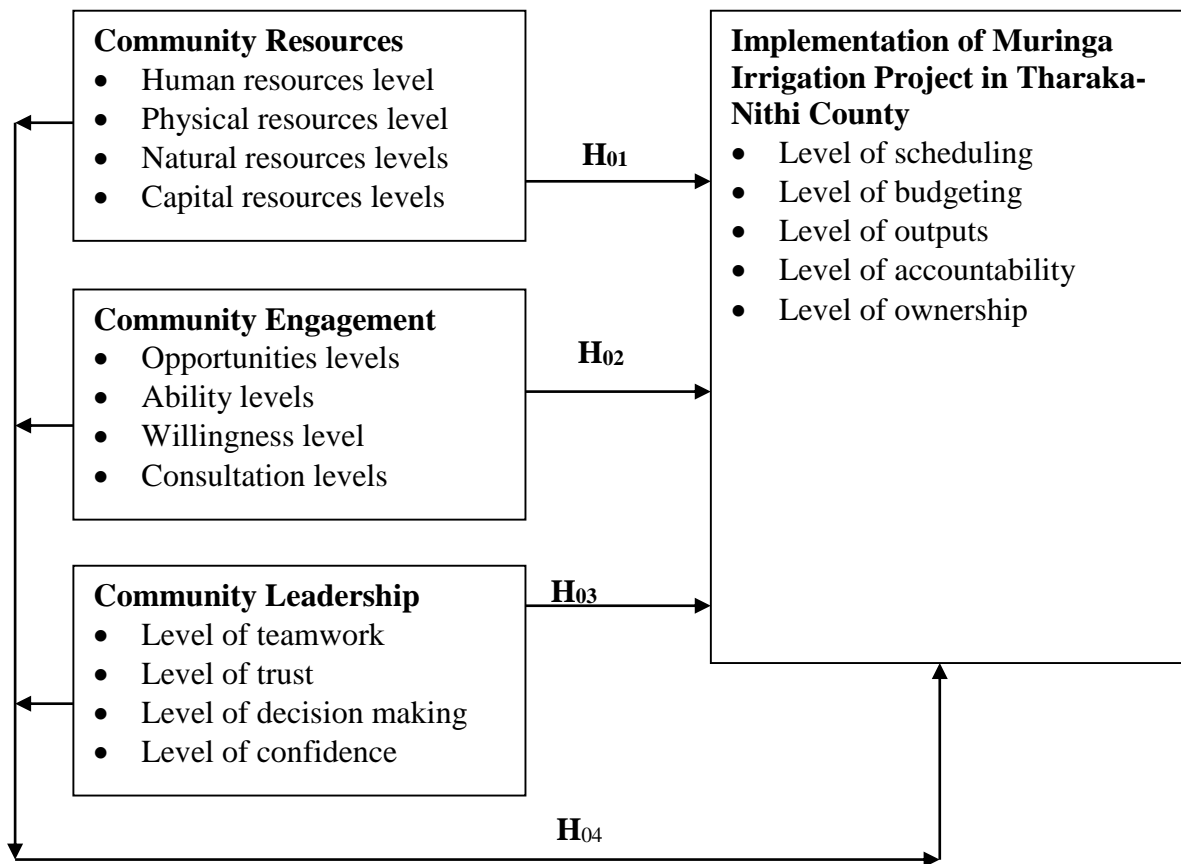 Community Resources
• Human resources level
• Physical resources level
• Natural resources levels
• Capital resources levels
H01
Community Engagement
• Opportunities levels
• Ability levels
• Willingness level
• Consultation levels
H02
Community Leadership
• Level of teamwork
• Level of trust
• Level of decision making
• Level of confidence
H03
Implementation of Muringa
Irrigation Project in Tharaka-
Nithi County
• Level of scheduling
• Level of budgeting
• Level of outputs
• Level of accountability
• Level of ownership
H04